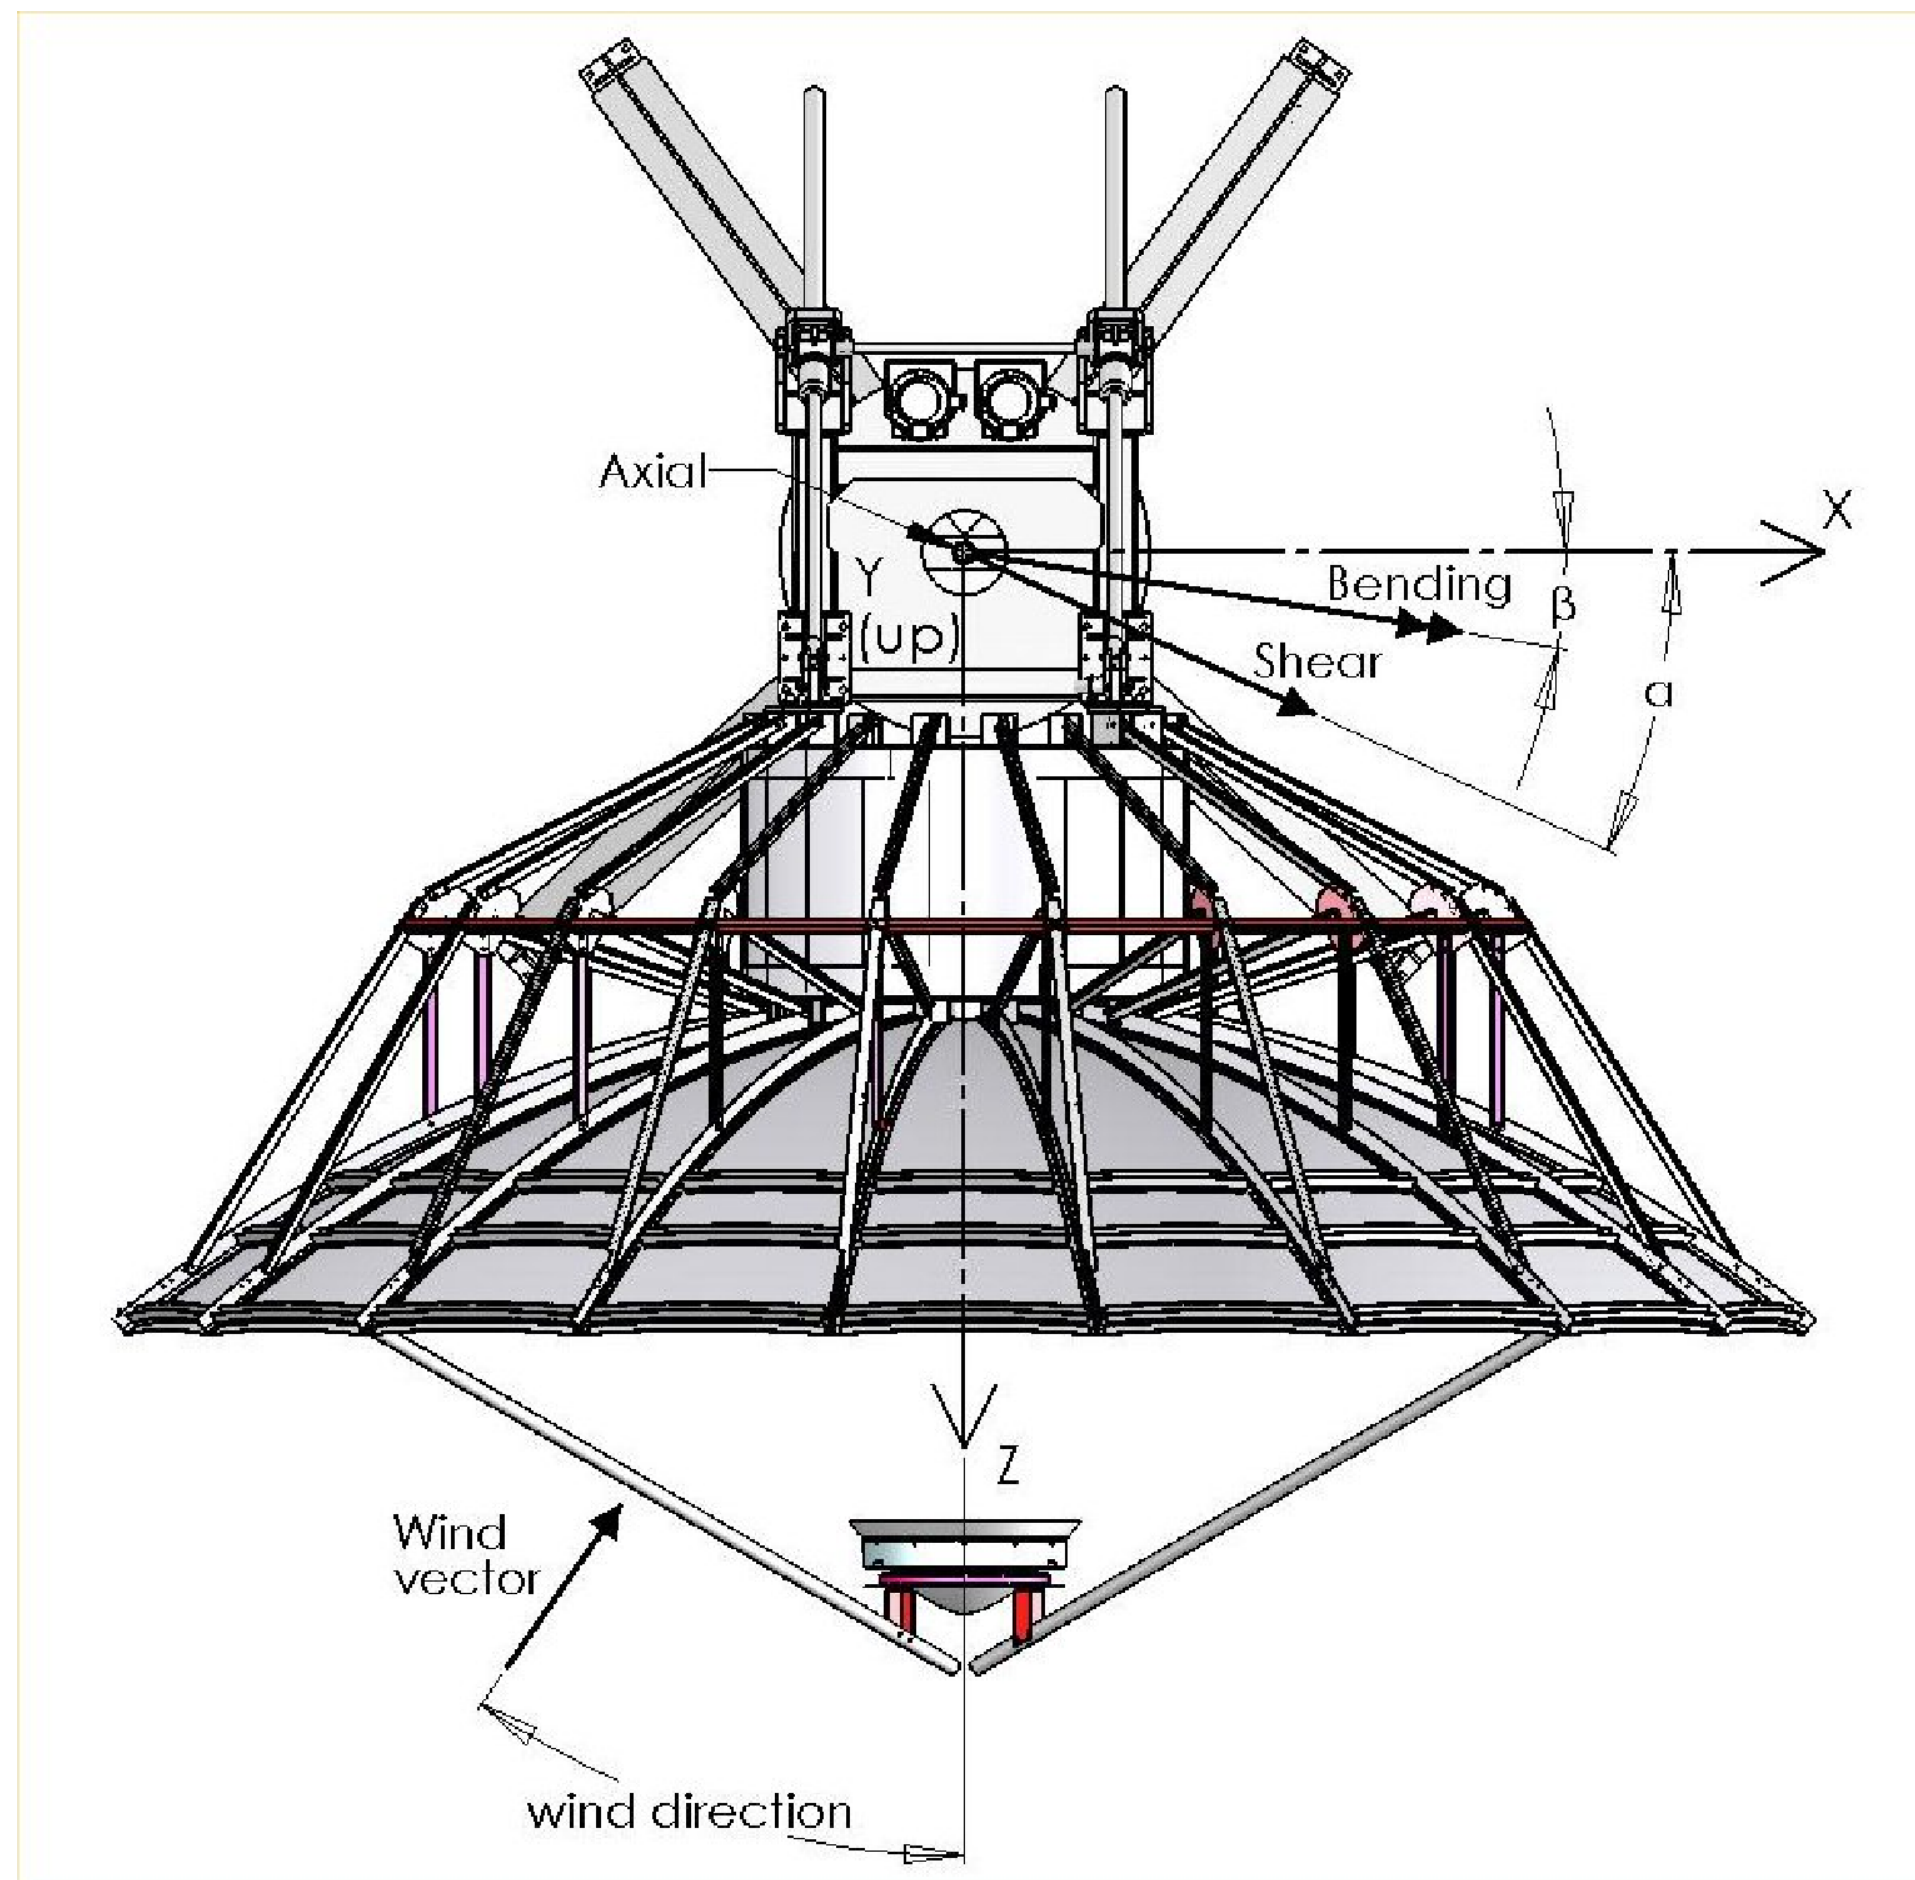 Axial
X
Y
(up)
Bending
β
Shear
α
Z
Wind
vector
wind direction